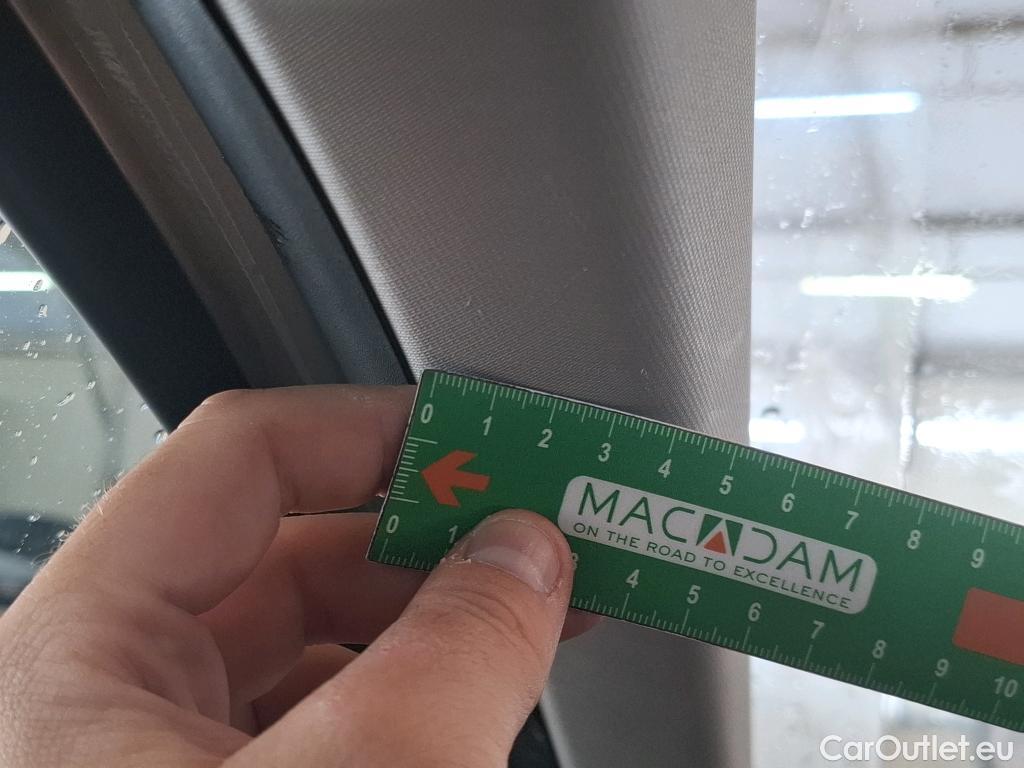 0 1 2 3 4 5 6 7 8 9
MACADAM
ON THE ROAD TO EXCELLENCE
0 1 3 4 5 6 7 8 9 10
CarOutlet.eu